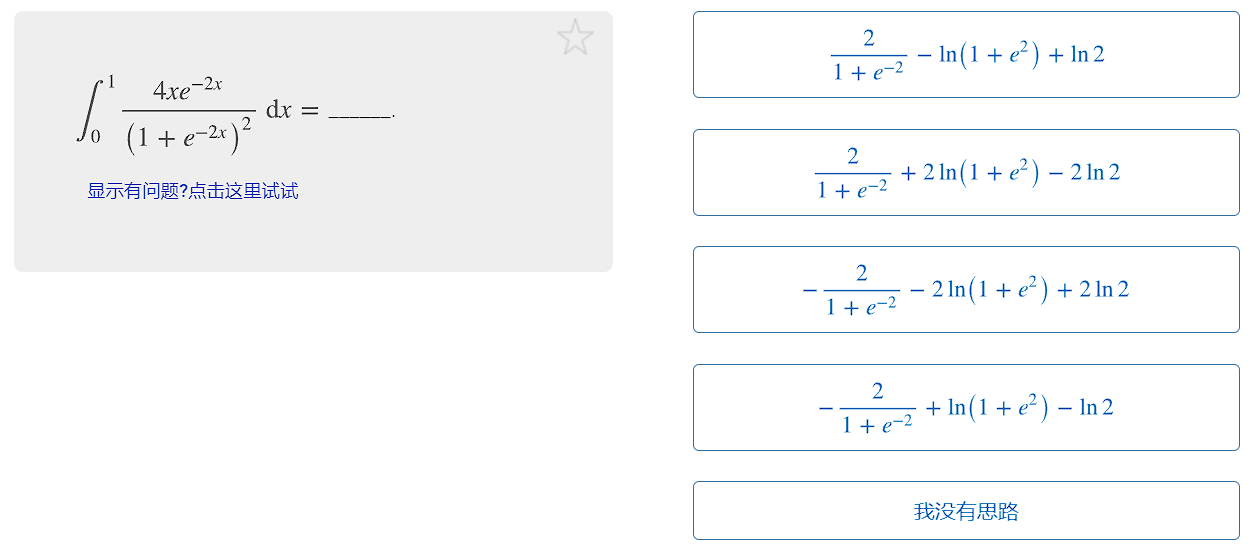 $\int_0^1 \frac{4xe^{-2x}}{\left(1+e^{-2x}\right)^2}\,\mathrm{d}x =$ ______.
显示有问题?点击这里试试
$\frac{2}{1+e^{-2}} - \ln\left(1+e^2\right) + \ln 2$
$\frac{2}{1+e^{-2}} + 2\ln\left(1+e^2\right) - 2\ln 2$
$-\frac{2}{1+e^{-2}} - 2\ln\left(1+e^2\right) + 2\ln 2$
$-\frac{2}{1+e^{-2}} + \ln\left(1+e^2\right) - \ln 2$
我没有思路